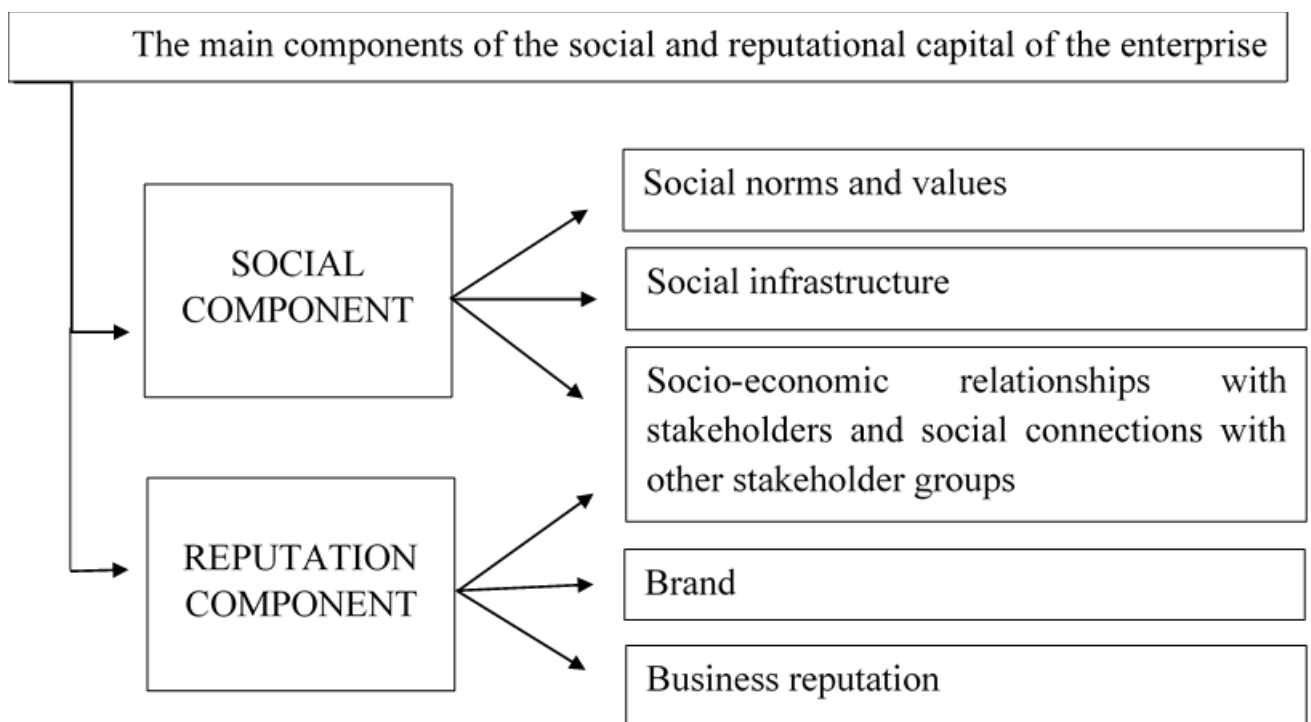 The main components of the social and reputational capital of the enterprise
SOCIAL
COMPONENT
Social norms and values
Social infrastructure
Socio-economic relationships with
stakeholders and social connections with
other stakeholder groups
REPUTATION
COMPONENT
Brand
Business reputation